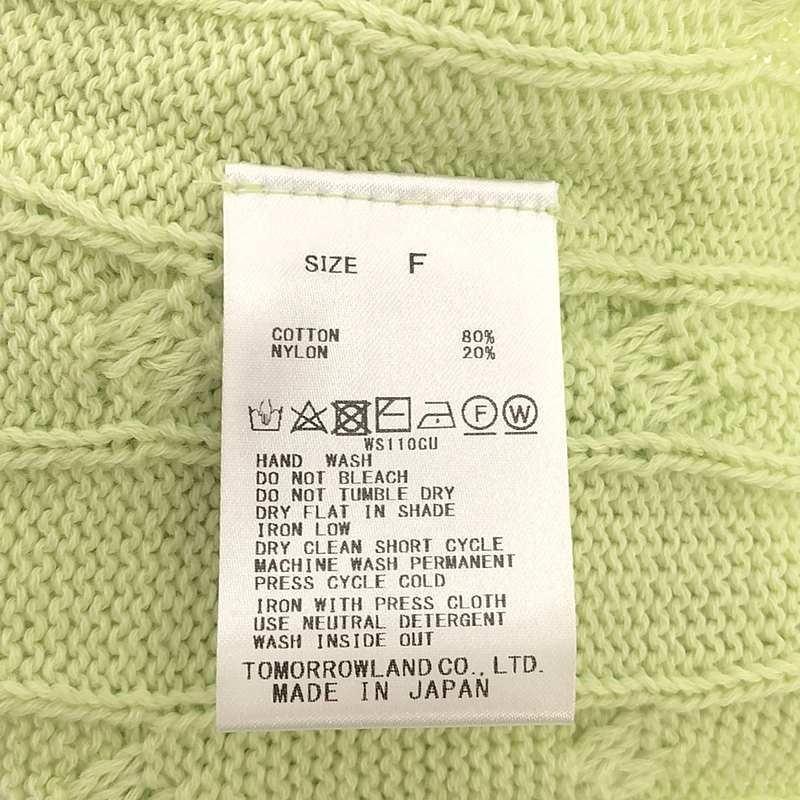 SIZE F
COTTON 80%
NYLON 20%
F W
WS110CU
HAND WASH
DO NOT BLEACH
DO NOT TUMBLE DRY
DRY FLAT IN SHADE
IRON LOW
DRY CLEAN SHORT CYCLE
MACHINE WASH PERMANENT
PRESS CYCLE COLD
IRON WITH PRESS CLOTH
USE NEUTRAL DETERGENT
WASH INSIDE OUT
TOMORROWLAND CO., LTD.
MADE IN JAPAN